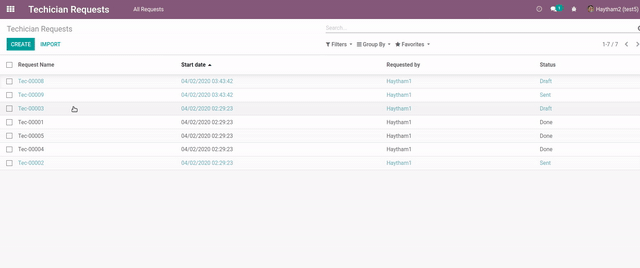 Techician Requests All Requests 1 Haytham2 (test5)
Techician Requests Search...
CREATE IMPORT Filters Group By Favorites 1-7 / 7
Request Name Start date Requested by Status
Tec-00008 04/02/2020 03:43:42 Haytham1 Draft
Tec-00009 04/02/2020 03:43:42 Haytham1 Sent
Tec-00003 04/02/2020 02:29:23 Haytham1 Draft
Tec-00001 04/02/2020 02:29:23 Haytham1 Done
Tec-00005 04/02/2020 02:29:23 Haytham1 Done
Tec-00004 04/02/2020 02:29:23 Haytham1 Done
Tec-00002 04/02/2020 02:29:23 Haytham1 Sent